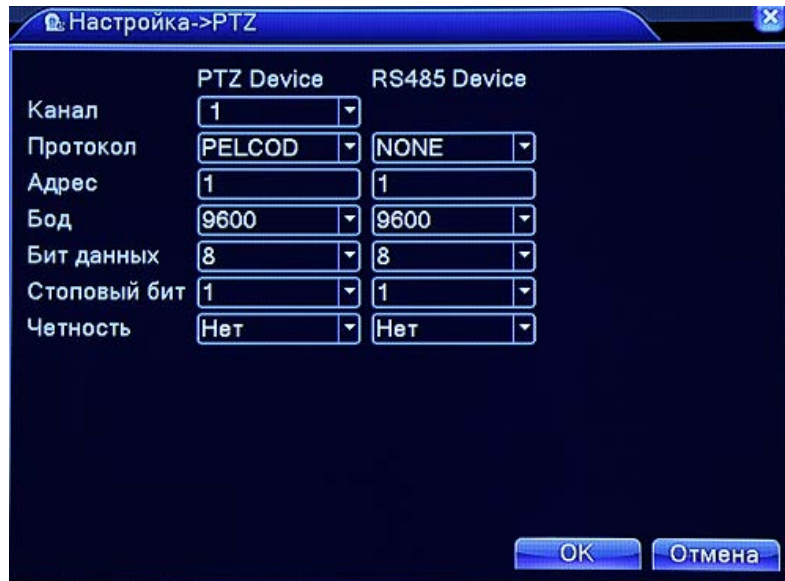 Настройка->PTZ
PTZ Device RS485 Device
Канал 1
Протокол PELCOD NONE
Адрес 1 1
Бод 9600 9600
Бит данных 8 8
Стоповый бит 1 1
Четность Нет Нет
OK Отмена